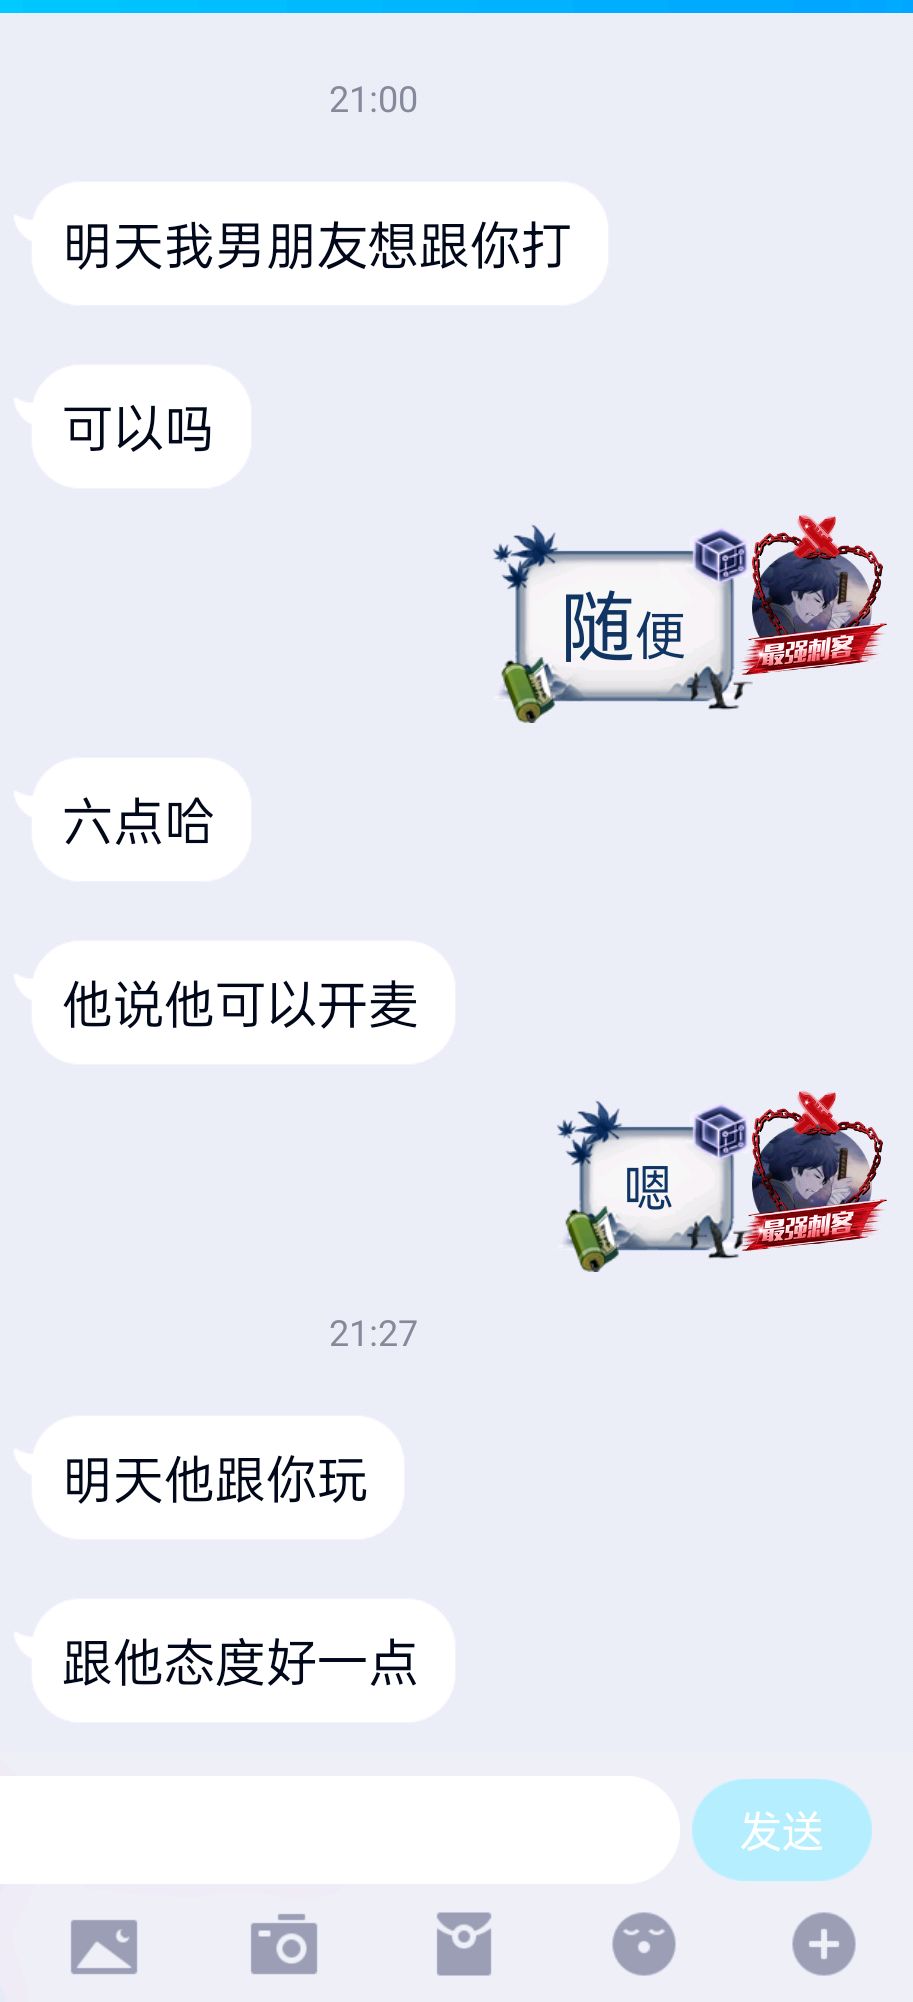 21:00
明天我男朋友想跟你打
可以吗
随便
最强刺客
六点哈
他说他可以开麦
嗯
最强刺客
21:27
明天他跟你玩
跟他态度好一点
发送